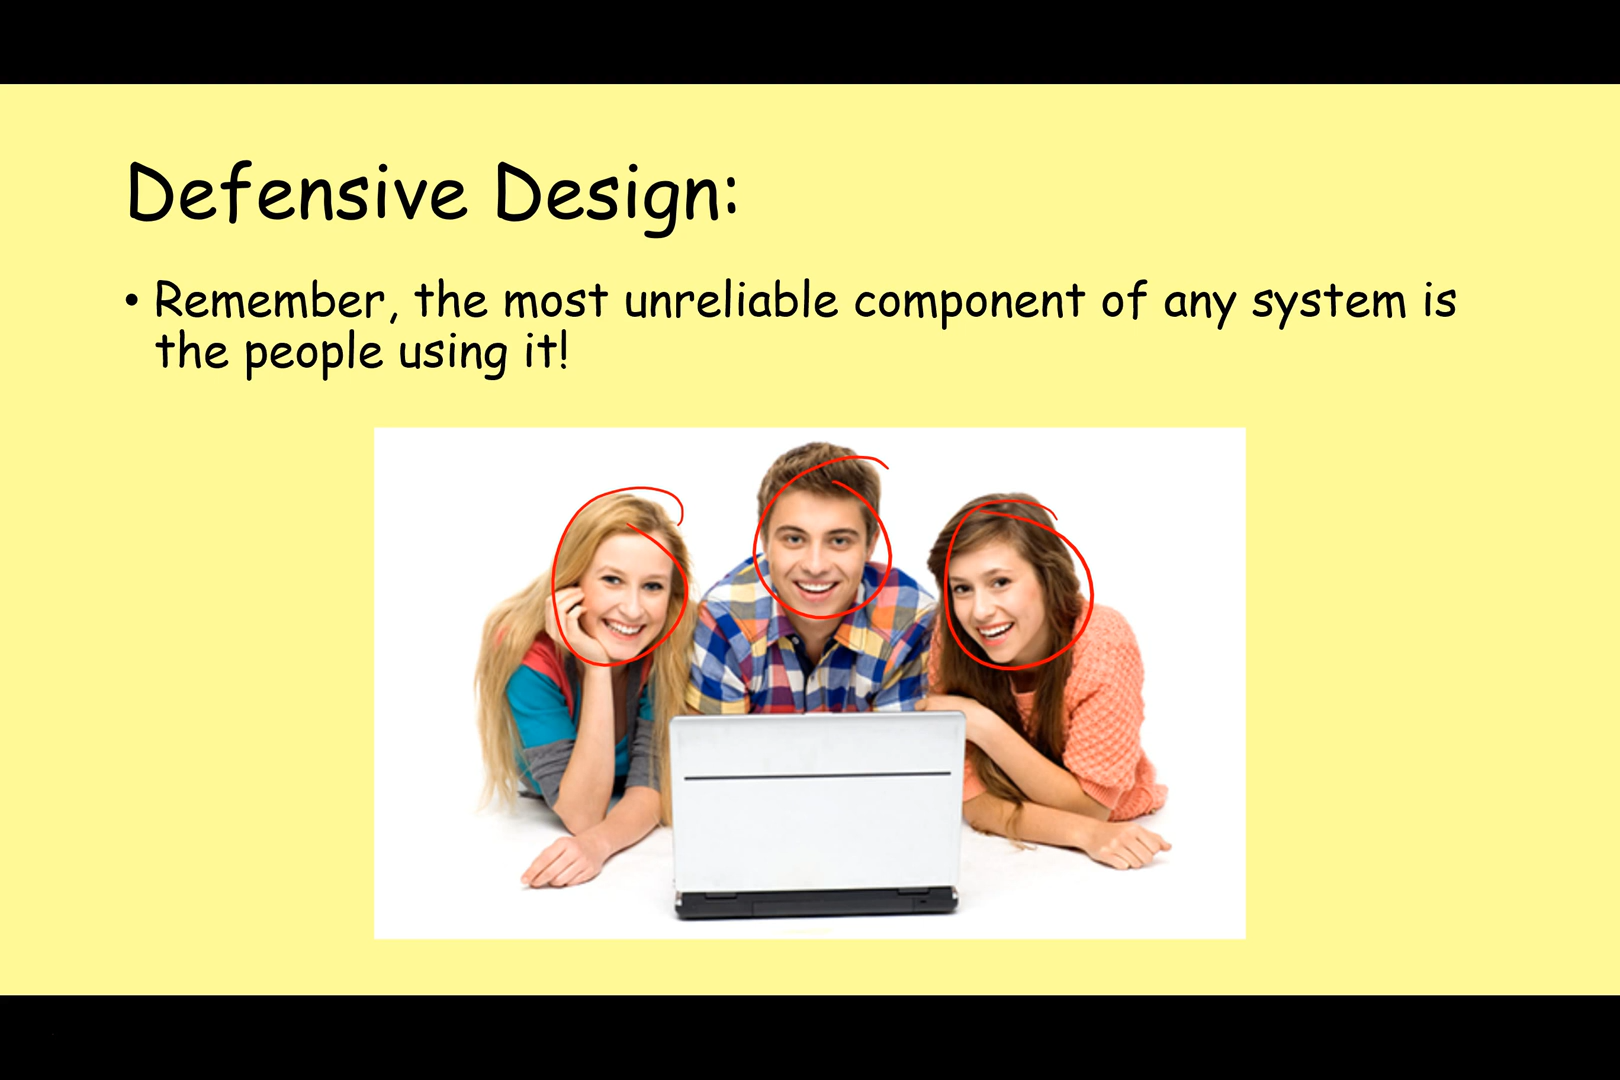 Defensive Design:
• Remember, the most unreliable component of any system is
the people using it!